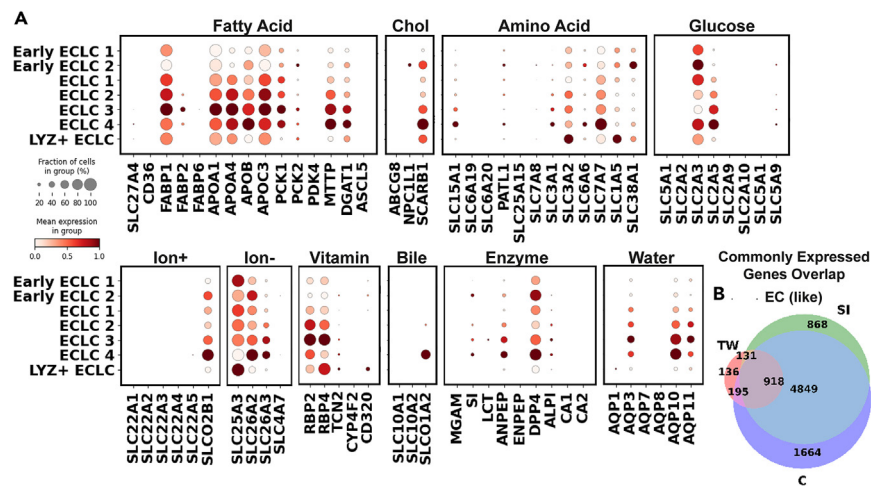 A
Fatty Acid
Chol
Amino Acid
Glucose
Early ECLC 1
Early ECLC 2
ECLC 1
ECLC 2
ECLC 3
ECLC 4
LYZ+ ECLC
Fraction of cells
in group (%)
20 40 60 80 100
Mean expression
in group
0.0 0.5 1.0
SLC27A4
CD36
FABP1
FABP2
FABP6
APOA1
APOA4
APOB
APOC3
PCK1
PCK2
PDK4
MTTP
DGAT1
ASCL5
ABCG8
NPC1L1
SCARB1
SLC15A1
SLC6A19
SLC6A20
PATL1
SLC25A15
SLC7A8
SLC3A1
SLC3A2
SLC6A6
SLC7A7
SLC1A5
SLC38A1
SLC5A1
SLC2A2
SLC2A3
SLC2A5
SLC2A9
SLC2A10
SLC5A1
SLC5A9
Ion+
Ion-
Vitamin
Bile
Enzyme
Water
Early ECLC 1
Early ECLC 2
ECLC 1
ECLC 2
ECLC 3
ECLC 4
LYZ+ ECLC
SLC22A1
SLC22A2
SLC22A3
SLC22A4
SLC22A5
SLCO2B1
SLC25A3
SLC26A2
SLC26A3
SLC4A7
RBP2
RBP4
TCN2
CYP4F2
CD320
SLC10A1
SLC10A2
SLCO1A2
MGAM
SI
LCT
ANPEP
ENPEP
DPP4
ALPI
CA1
CA2
AQP1
AQP3
AQP7
AQP8
AQP10
AQP11
Commonly Expressed
Genes Overlap
B
EC (like)
SI
868
TW
131
136
918
4849
195
1664
C